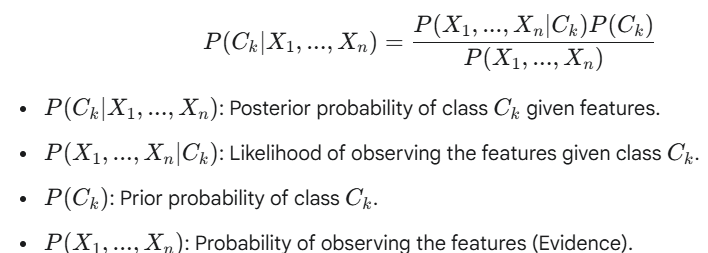 P(C_k|X_1, ..., X_n) = \frac{P(X_1, ..., X_n|C_k)P(C_k)}{P(X_1, ..., X_n)}
• P(C_k|X_1, ..., X_n): Posterior probability of class C_k given features.
• P(X_1, ..., X_n|C_k): Likelihood of observing the features given class C_k.
• P(C_k): Prior probability of class C_k.
• P(X_1, ..., X_n): Probability of observing the features (Evidence).